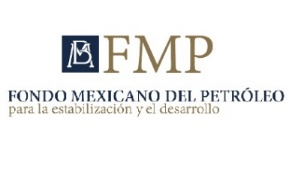 FMP
FONDO MEXICANO DEL PETRÓLEO
para la estabilización y el desarrollo